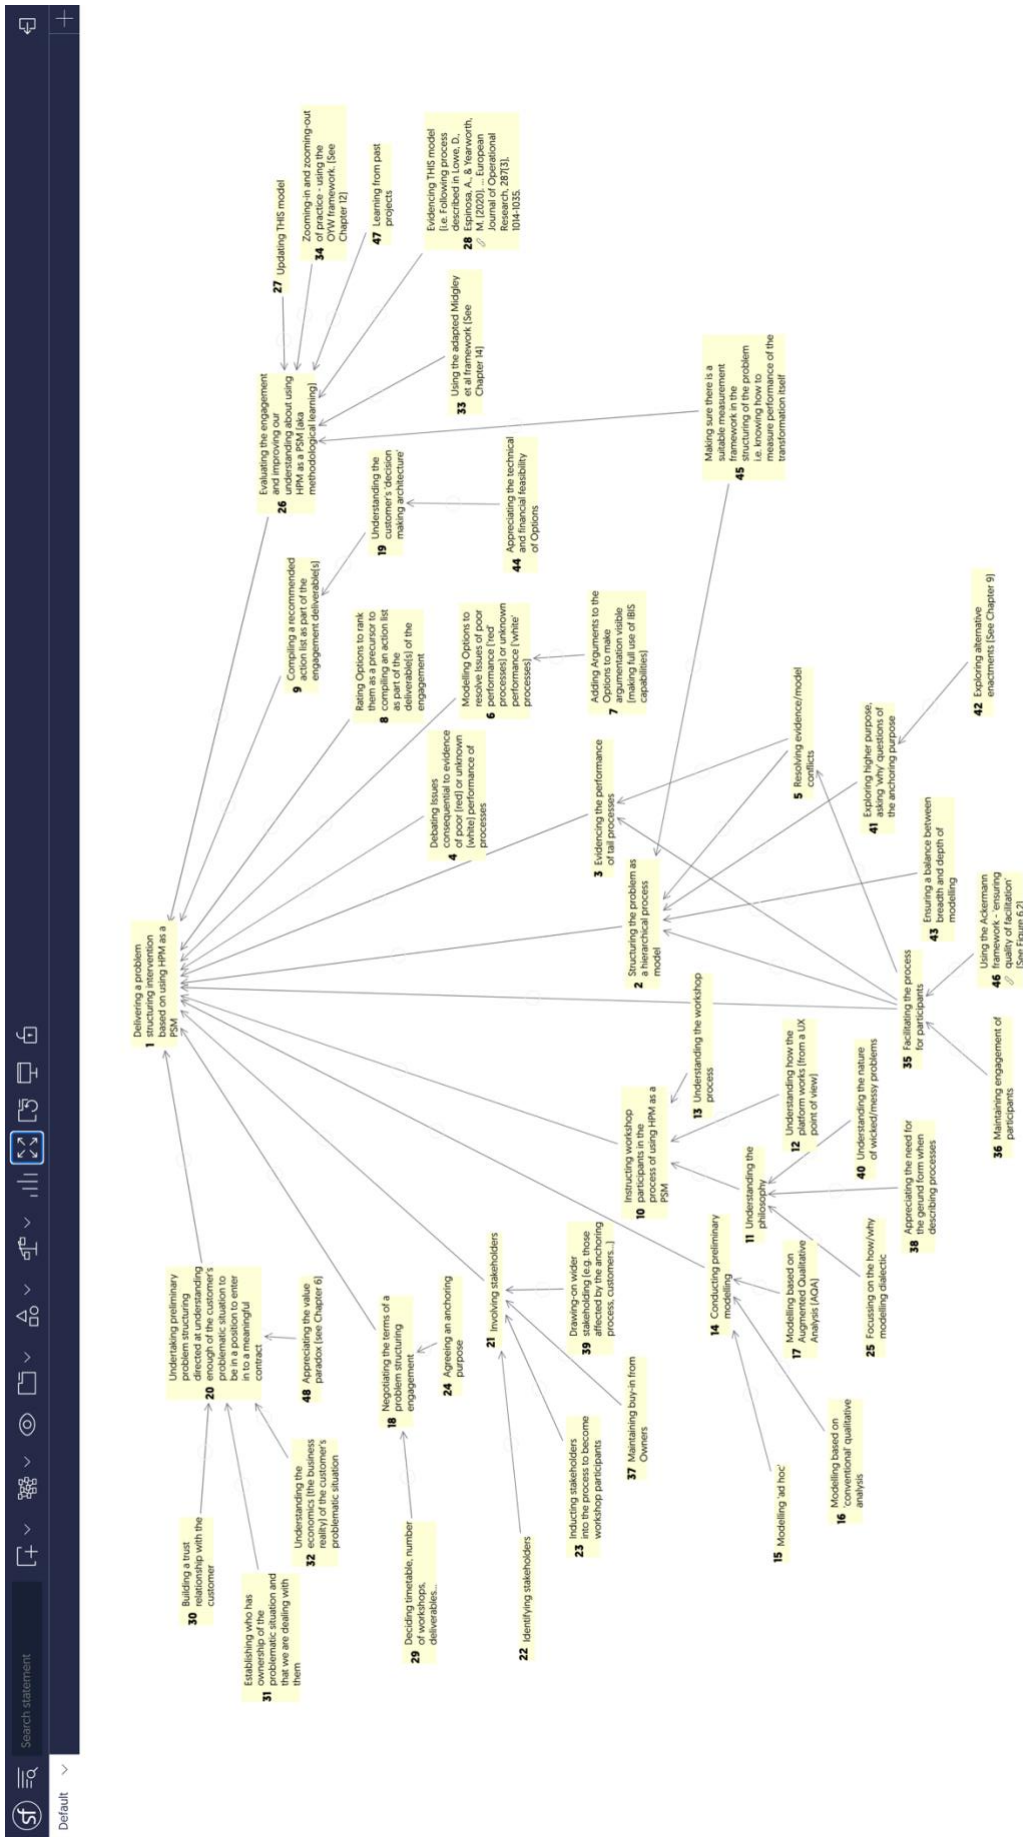 sf
Search statement
Default
Delivering a problem
1 structuring intervention
based on using HPM as a
PSM
Undertaking preliminary
problem structuring
directed at understanding
enough of the customer's
20 problematic situation to
be in a position to enter
in to a meaningful
contract
Building a trust
30 relationship with the
customer
Establishing who has
ownership of the
31 problematic situation and
that we are dealing with
them
Understanding the
32 economics (the business
reality) of the customer's
problematic situation
48 Appreciating the value
paradox [see Chapter 6]
Negotiating the terms of a
18 problem structuring
engagement
Deciding timetable, number
29 of workshops,
deliverables...
24 Agreeing an anchoring
purpose
21 Involving stakeholders
22 Identifying stakeholders
Inducting stakeholders
23 into the process to become
workshop participants
37 Maintaining buy-in from
Owners
Drawing-on wider
stakeholding (e.g. those
39 affected by the anchoring
process, customers...)
14 Conducting preliminary
modelling
15 Modelling 'ad hoc'
Modelling based on
16 'conventional' qualitative
analysis
Modelling based on
17 Augmented Qualitative
Analysis (AQA)
Instructing workshop
10 participants in the
process of using HPM as a
PSM
11 Understanding the
philosophy
25 Focussing on the how/why
modelling dialectic
Appreciating the need for
38 the gerund form when
describing processes
40 Understanding the nature
of wicked/messy problems
Understanding how the
12 platform works (from a UX
point of view)
13 Understanding the workshop
process
35 Facilitating the process
for participants
36 Maintaining engagement of
participants
Using the Ackermann
46 framework - 'ensuring
quality of facilitation'
[See Figure 6.2]
Structuring the problem as
2 a hierarchical process
model
Ensuring a balance between
43 breadth and depth of
modelling
Exploring higher purpose,
41 asking 'why' questions of
the anchoring purpose
42 Exploring alternative
enactments [See Chapter 9]
5 Resolving evidence/model
conflicts
3 Evidencing the performance
of tail processes
Debating Issues
consequential to evidence
4 of poor (red) or unknown
(white) performance of
processes
Modelling Options to
resolve Issues of poor
6 performance ['red'
processes] or unknown
performance ['white'
processes]
Adding Arguments to the
7 Options to make
argumentation visible
(making full use of IBIS
capabilities)
Rating Options to rank
them as a precursor to
8 compiling an action list
as part of the
deliverable(s) of the
engagement
Compiling a recommended
9 action list as part of the
engagement deliverable(s)
Understanding the
19 customer's 'decision
making architecture'
Appreciating the technical
44 and financial feasibility
of Options
Evaluating the engagement
and improving our
26 understanding about using
HPM as a PSM (aka
methodological learning)
27 Updating THIS model
Zooming-in and zooming-out
34 of practice - using the
OYW framework. [See
Chapter 12]
47 Learning from past
projects
Evidencing THIS model
[i.e. Following process
described in Lowe, D.,
28 Espinosa, A., & Yearworth,
M. [2020]. ... European
Journal of Operational
Research, 287[3],
1014-1035.
Using the adapted Midgley
33 et al framework [See
Chapter 14]
Making sure there is a
suitable measurement
framework in the
45 structuring of the problem
i.e. knowing how to
measure performance of the
transformation itself